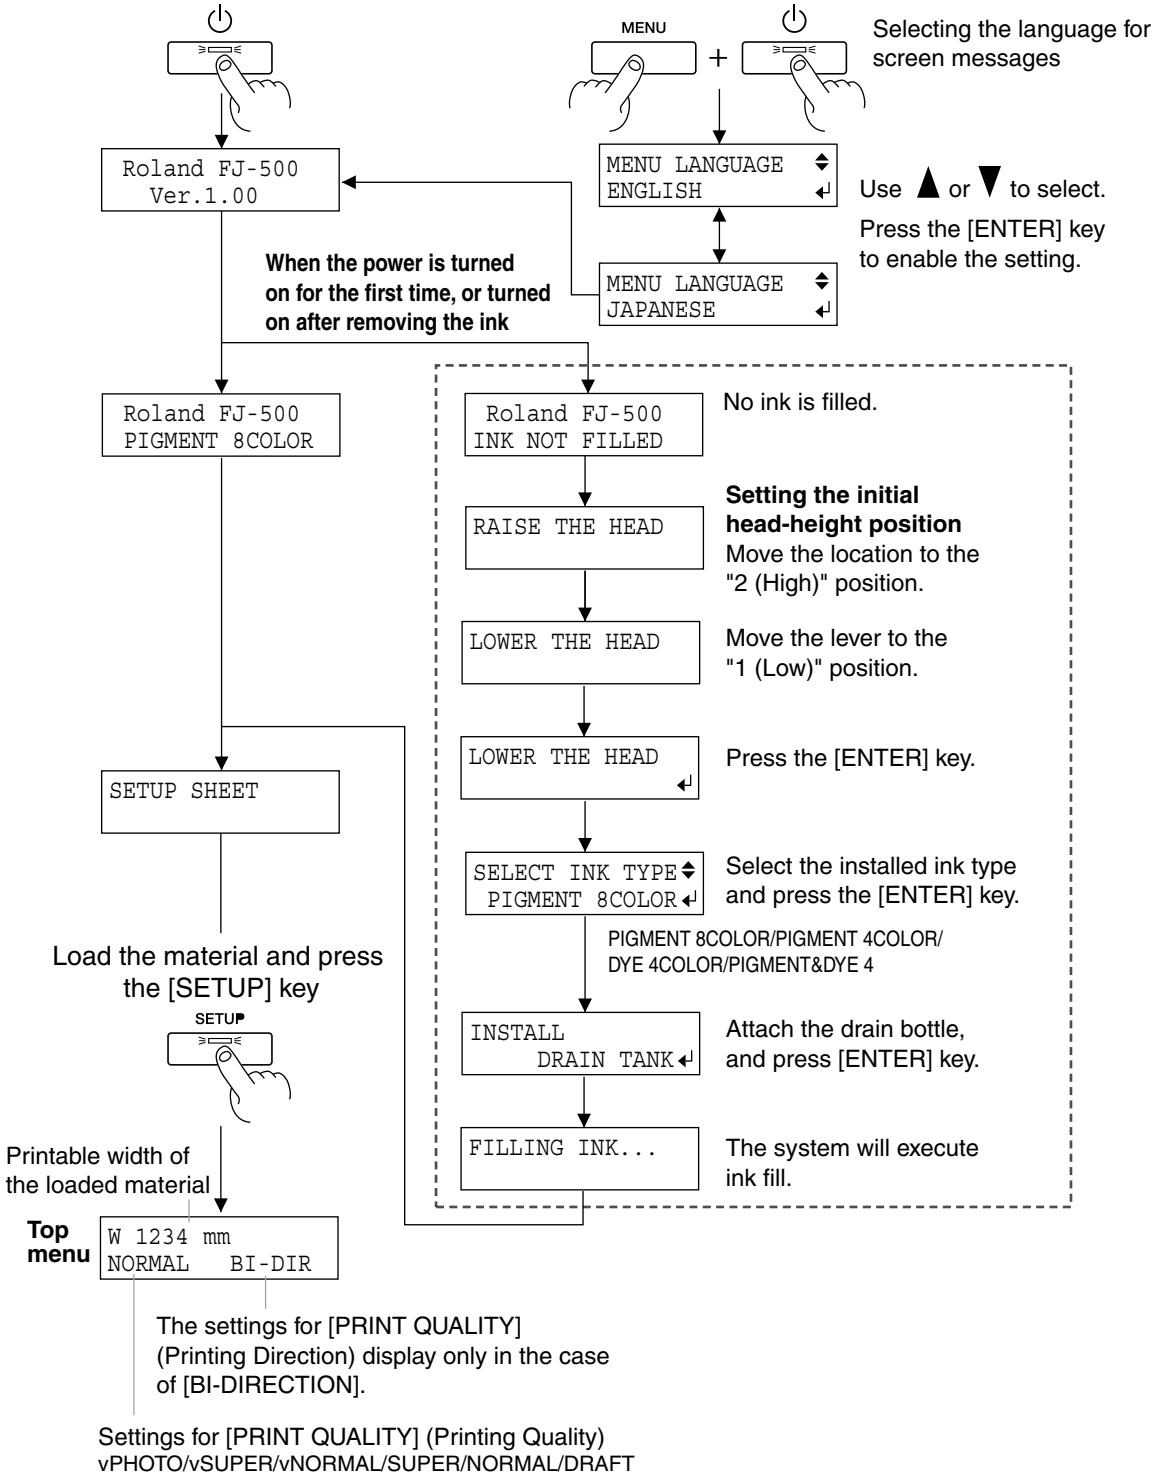 MENU
Selecting the language for
screen messages
Roland FJ-500
Ver.1.00
MENU LANGUAGE
ENGLISH
Use ▲ or ▼ to select.
Press the [ENTER] key
to enable the setting.
When the power is turned
on for the first time, or turned
on after removing the ink
MENU LANGUAGE
JAPANESE
Roland FJ-500
PIGMENT 8COLOR
Roland FJ-500
INK NOT FILLED
No ink is filled.
RAISE THE HEAD
Setting the initial
head-height position
Move the location to the
"2 (High)" position.
LOWER THE HEAD
Move the lever to the
"1 (Low)" position.
LOWER THE HEAD
Press the [ENTER] key.
SETUP SHEET
SELECT INK TYPE
PIGMENT 8COLOR
Select the installed ink type
and press the [ENTER] key.
PIGMENT 8COLOR/PIGMENT 4COLOR/
DYE 4COLOR/PIGMENT&DYE 4
Load the material and press
the [SETUP] key
SETUP
INSTALL
DRAIN TANK
Attach the drain bottle,
and press [ENTER] key.
FILLING INK...
The system will execute
ink fill.
Printable width of
the loaded material
Top
menu
W 1234 mm
NORMAL BI-DIR
The settings for [PRINT QUALITY]
(Printing Direction) display only in the case
of [BI-DIRECTION].
Settings for [PRINT QUALITY] (Printing Quality)
vPHOTO/vSUPER/vNORMAL/SUPER/NORMAL/DRAFT